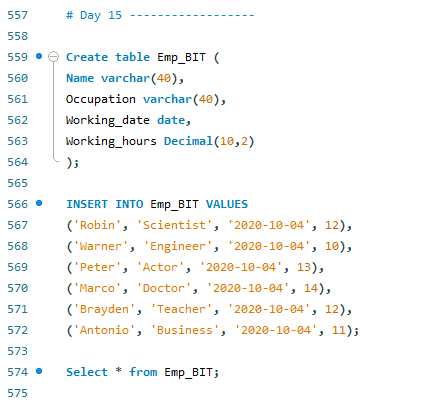 557 # Day 15 ------------------
558
559 Create table Emp_BIT (
560 Name varchar(40),
561 Occupation varchar(40),
562 Working_date date,
563 Working_hours Decimal(10,2)
564 );
565
566 INSERT INTO Emp_BIT VALUES
567 ('Robin', 'Scientist', '2020-10-04', 12),
568 ('Warner', 'Engineer', '2020-10-04', 10),
569 ('Peter', 'Actor', '2020-10-04', 13),
570 ('Marco', 'Doctor', '2020-10-04', 14),
571 ('Brayden', 'Teacher', '2020-10-04', 12),
572 ('Antonio', 'Business', '2020-10-04', 11);
573
574 Select * from Emp_BIT;
575